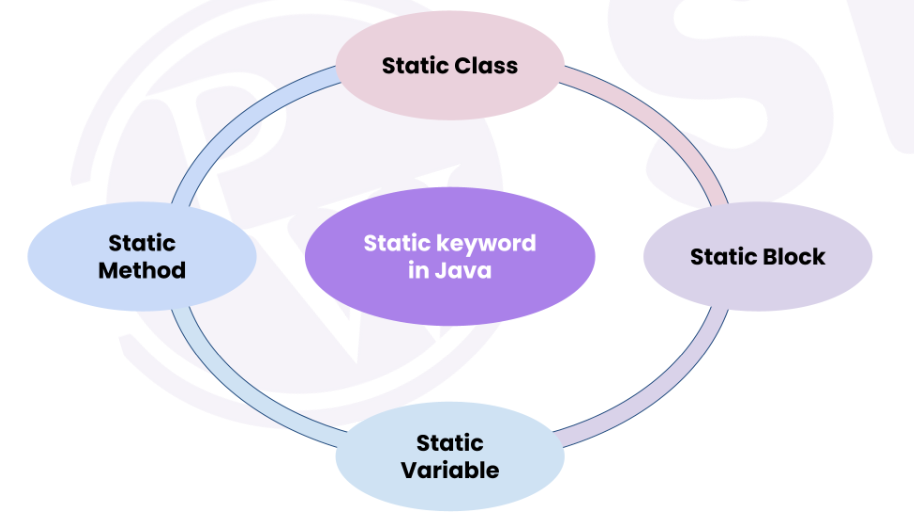 Static Class
Static
Method
Static keyword
in Java
Static Block
Static
Variable